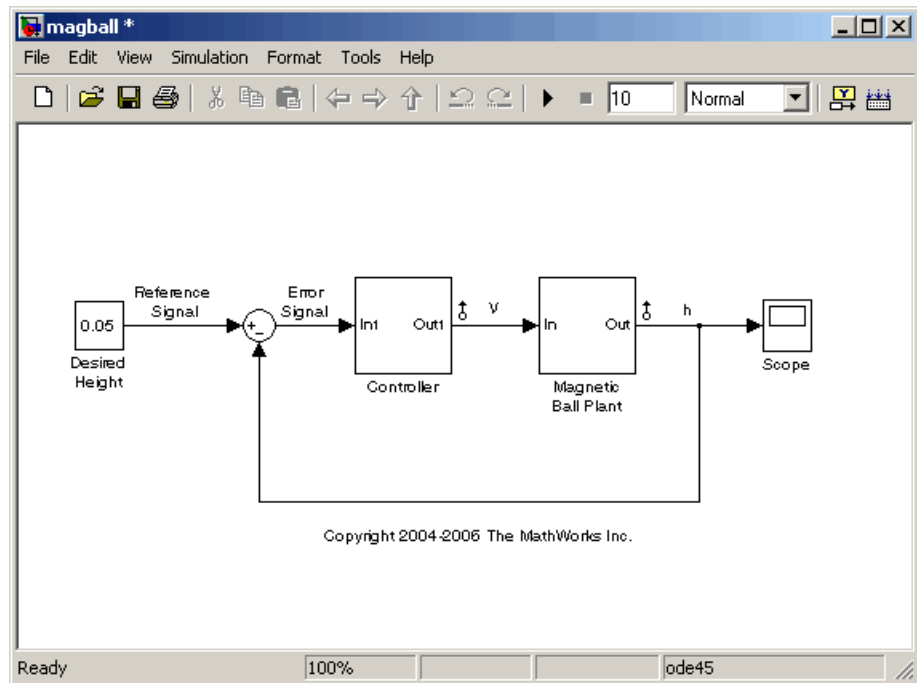 magball *
File Edit View Simulation Format Tools Help
10 Normal
Reference
Signal
Error
Signal
V
h
0.05
+
−
In1 Out1
In Out
Desired
Height
Controller
Magnetic
Ball Plant
Scope
Copyright 2004-2006 The MathWorks Inc.
Ready 100% ode45